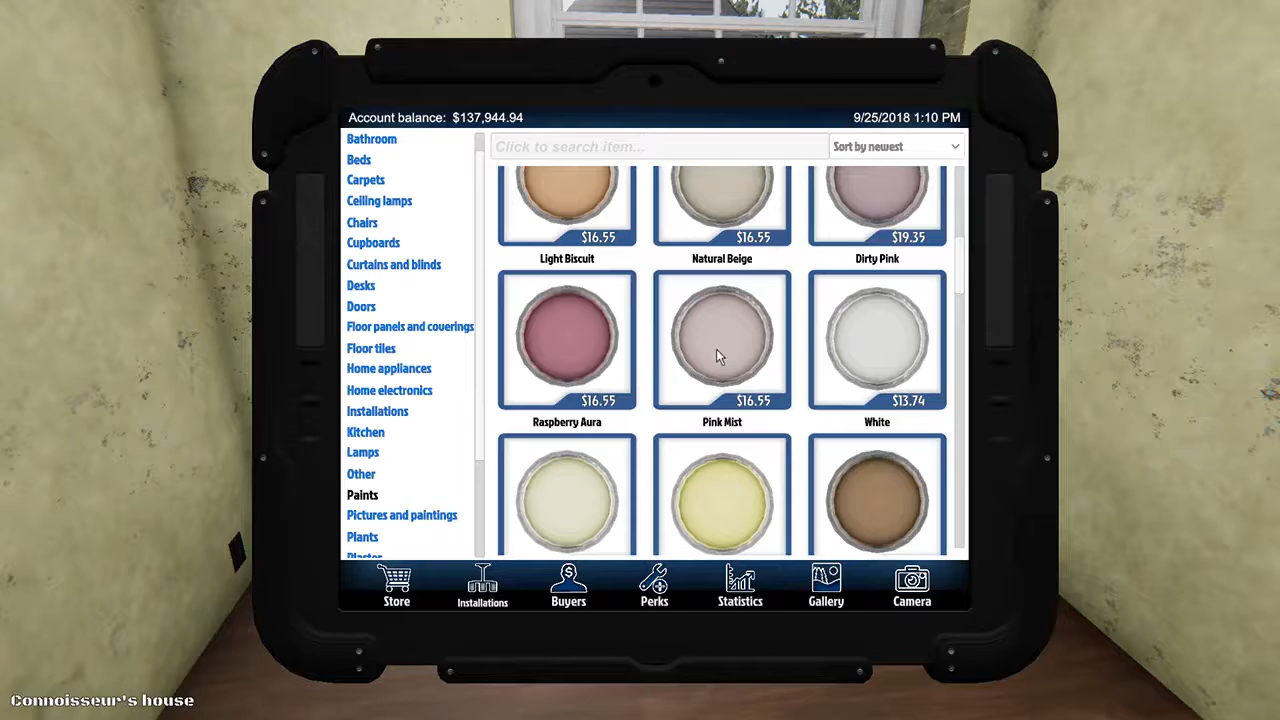 Account balance: $137,944.94
9/25/2018 1:10 PM
Bathroom
Beds
Carpets
Ceiling lamps
Chairs
Cupboards
Curtains and blinds
Desks
Doors
Floor panels and coverings
Floor tiles
Home appliances
Home electronics
Installations
Kitchen
Lamps
Other
Paints
Pictures and paintings
Plants
Plaster
Click to search item...
Sort by newest
$16.55
$16.55
$19.35
Light Biscuit
Natural Beige
Dirty Pink
$16.55
$16.55
$13.74
Raspberry Aura
Pink Mist
White
Store
Installations
Buyers
Perks
Statistics
Gallery
Camera
Connoisseur's house